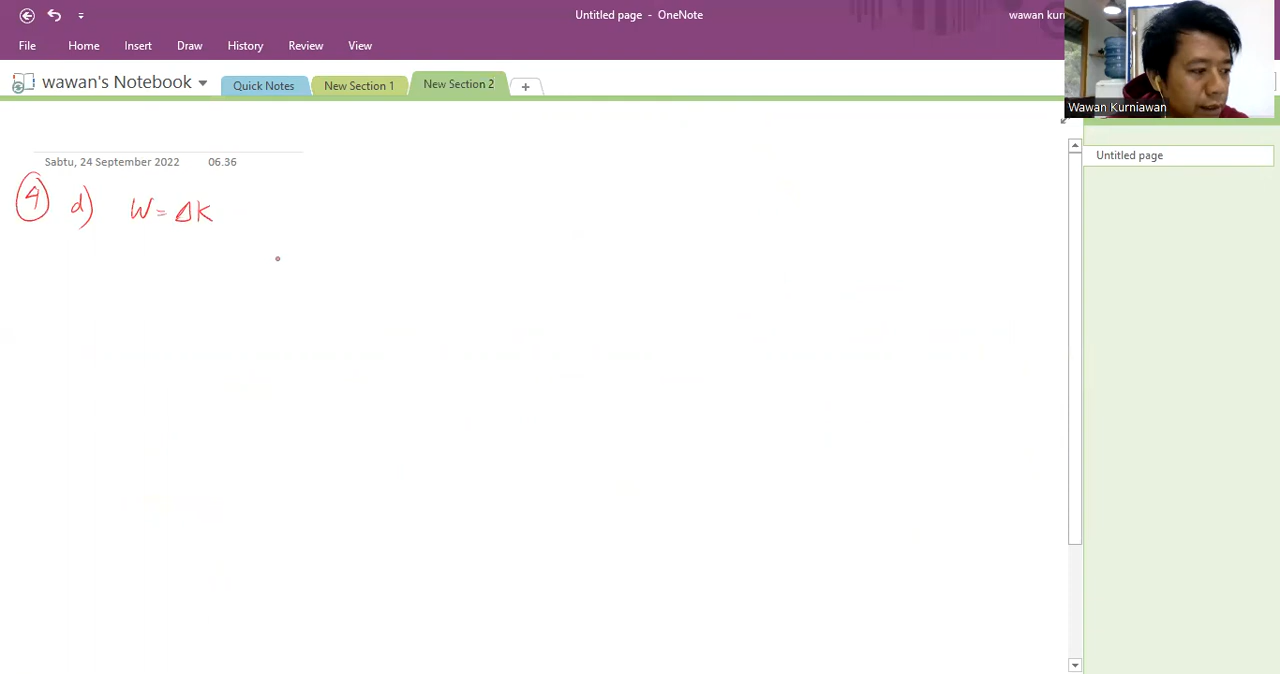 Untitled page - OneNote
wawan kur
File Home Insert Draw History Review View
wawan's Notebook Quick Notes New Section 1 New Section 2 +
Wawan Kurniawan
Untitled page
Sabtu, 24 September 2022 06.36
4 d) W = ΔK